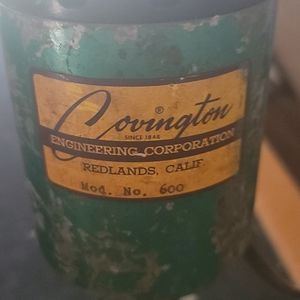 Covington®
SINCE 1848
ENGINEERING CORPORATION
REDLANDS, CALIF.
Mod. No. 600